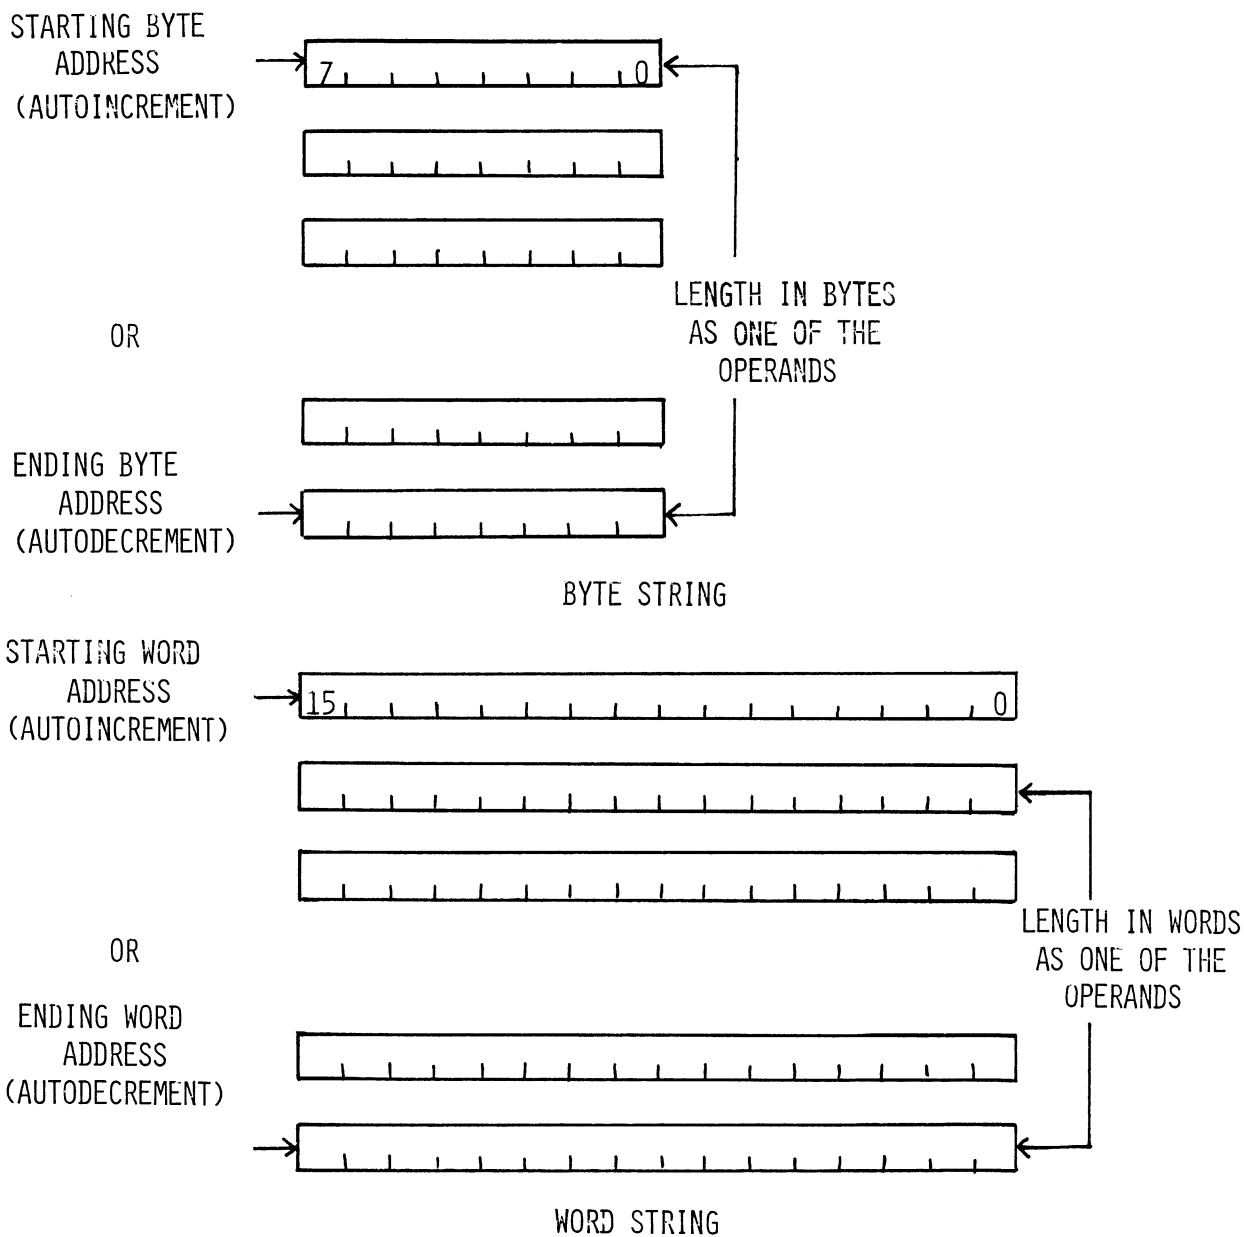 STARTING BYTE
ADDRESS
(AUTOINCREMENT)
7 0
LENGTH IN BYTES
AS ONE OF THE
OPERANDS
OR
ENDING BYTE
ADDRESS
(AUTODECREMENT)
BYTE STRING
STARTING WORD
ADDRESS
(AUTOINCREMENT)
15 0
LENGTH IN WORDS
AS ONE OF THE
OPERANDS
OR
ENDING WORD
ADDRESS
(AUTODECREMENT)
WORD STRING